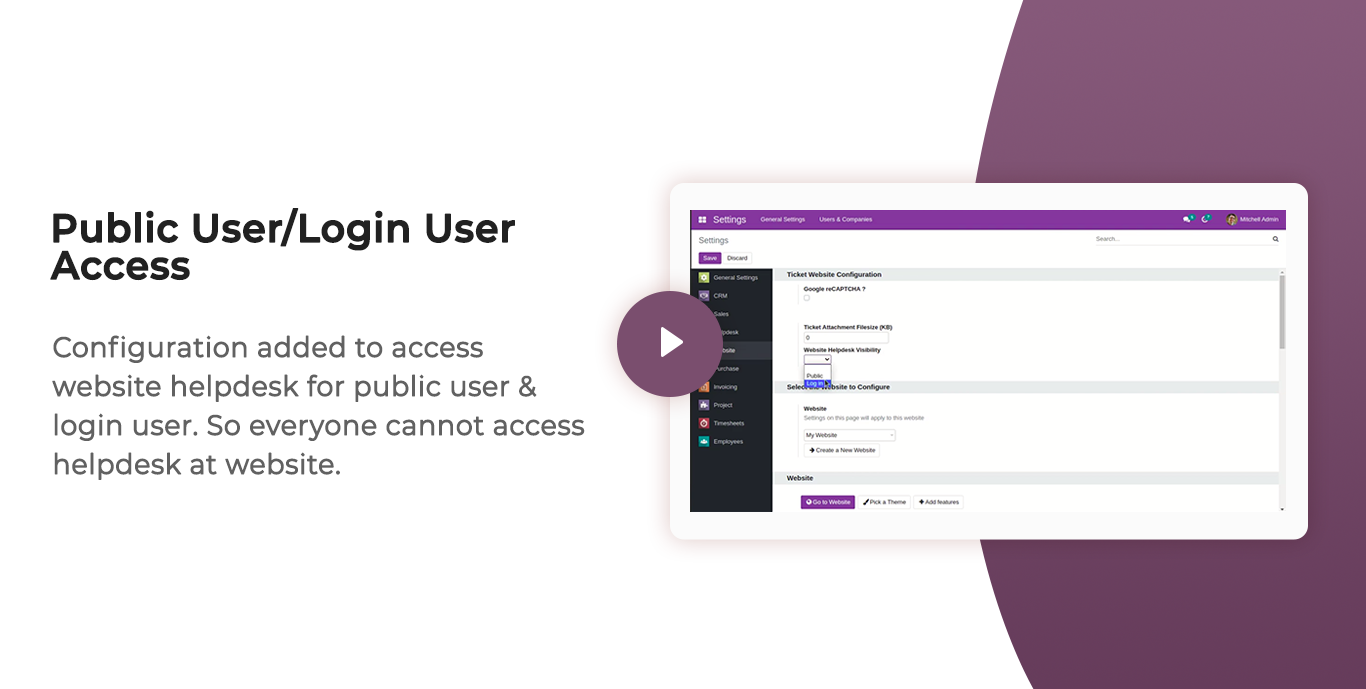 Public User/Login User
Access
Configuration added to access
website helpdesk for public user &
login user. So everyone cannot access
helpdesk at website.
Settings General Settings Users & Companies Mitchell Admin
Settings Search...
Save Discard
General Settings
CRM
Sales
lpdesk
bsite
Purchase
Invoicing
Project
Timesheets
Employees
Ticket Website Configuration
Google reCAPTCHA ?
Ticket Attachment Filesize (KB)
0
Website Helpdesk Visibility
Public
Log In
Website to Configure
Website
Settings on this page will apply to this website
My Website
Create a New Website
Website
Go to Website Pick a Theme Add features